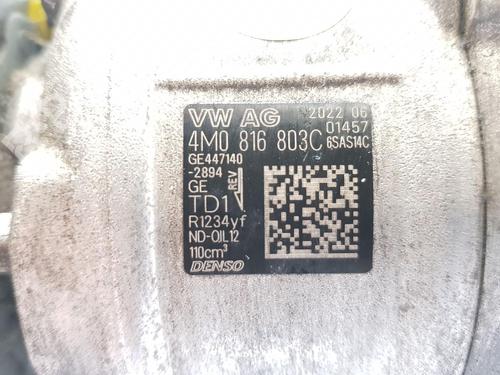 VW AG 2022 06
01457
4M0 816 803C 6SAS14C
GE447140
-2894
GE
REV
TD1
R1234yf
ND-OIL12
110cm³
DENSO